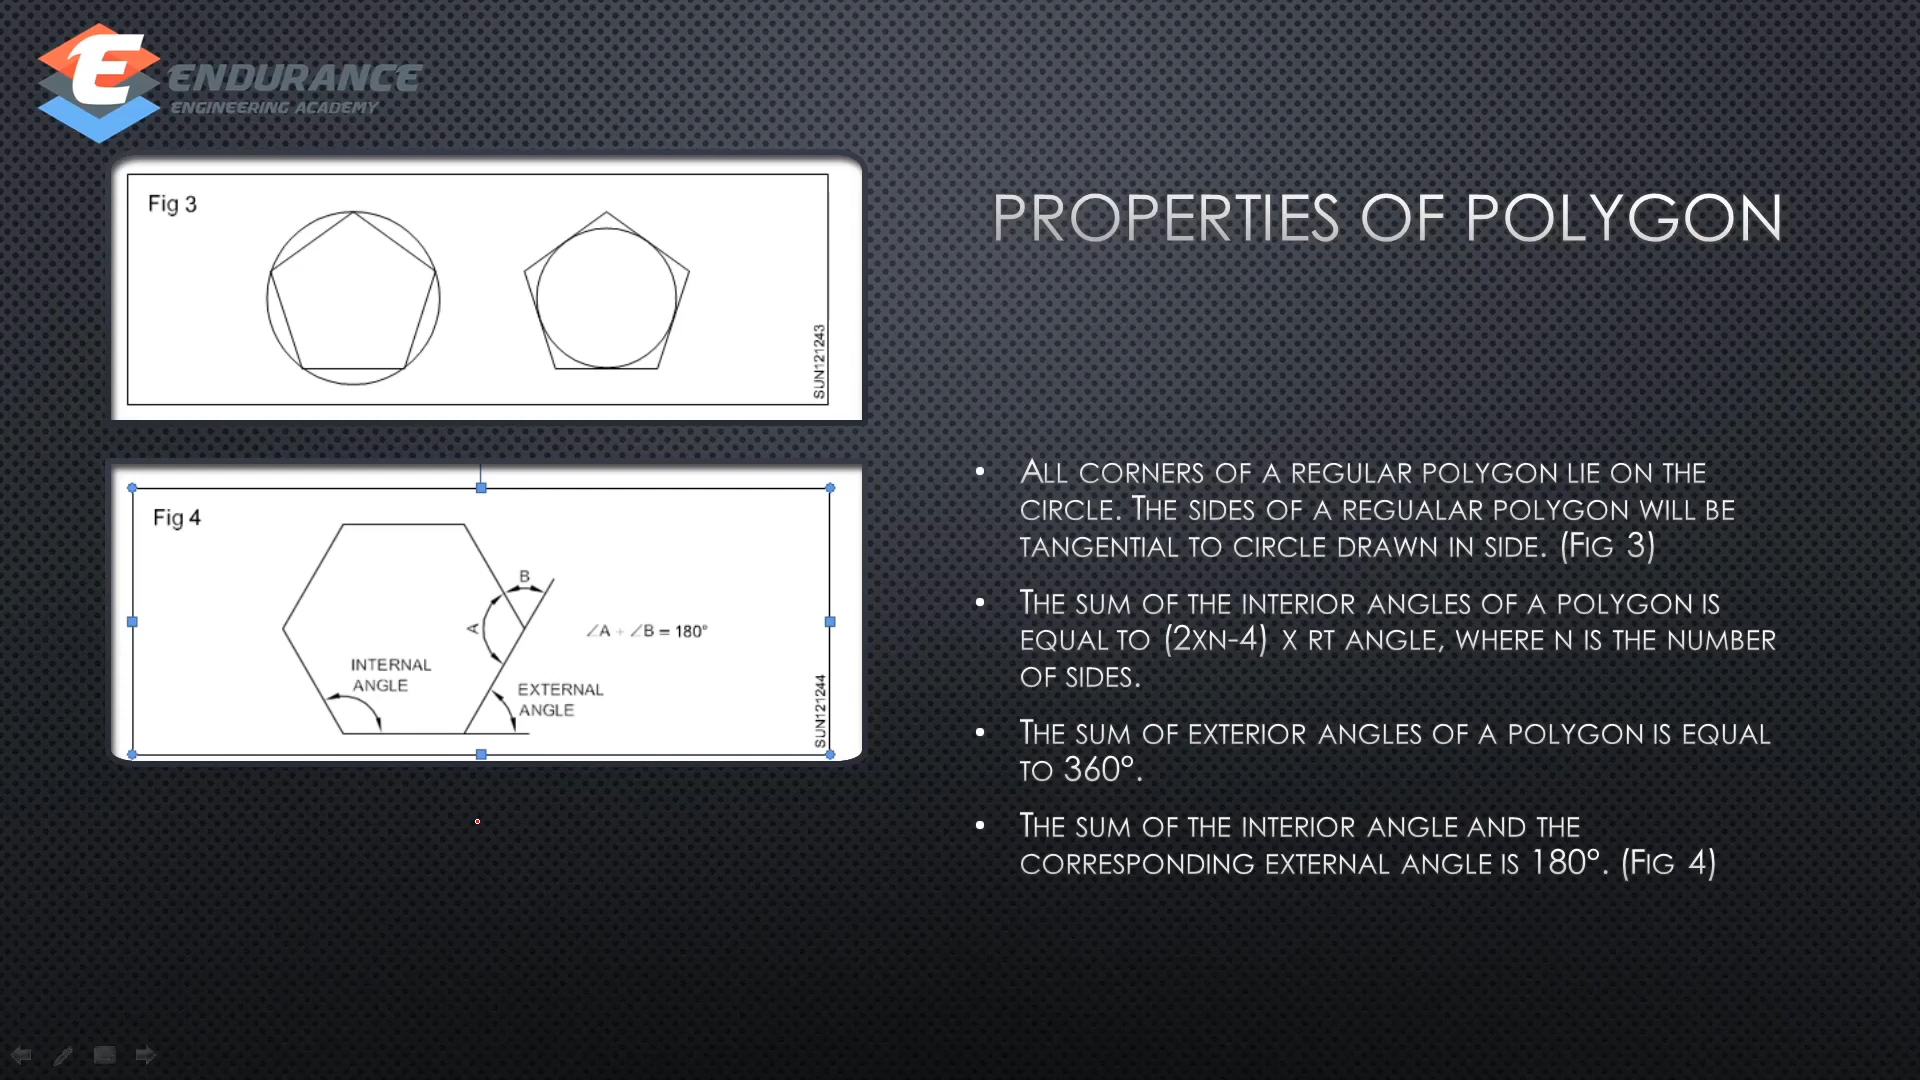 ENDURANCE
ENGINEERING ACADEMY
Fig 3
SUN121243
Fig 4
B
A
∠A + ∠B = 180°
INTERNAL
ANGLE
EXTERNAL
ANGLE
SUN121244
PROPERTIES OF POLYGON
• ALL CORNERS OF A REGULAR POLYGON LIE ON THE
CIRCLE. THE SIDES OF A REGUALAR POLYGON WILL BE
TANGENTIAL TO CIRCLE DRAWN IN SIDE. (FIG 3)
• THE SUM OF THE INTERIOR ANGLES OF A POLYGON IS
EQUAL TO (2XN-4) X RT ANGLE, WHERE N IS THE NUMBER
OF SIDES.
• THE SUM OF EXTERIOR ANGLES OF A POLYGON IS EQUAL
TO 360°.
• THE SUM OF THE INTERIOR ANGLE AND THE
CORRESPONDING EXTERNAL ANGLE IS 180°. (FIG 4)